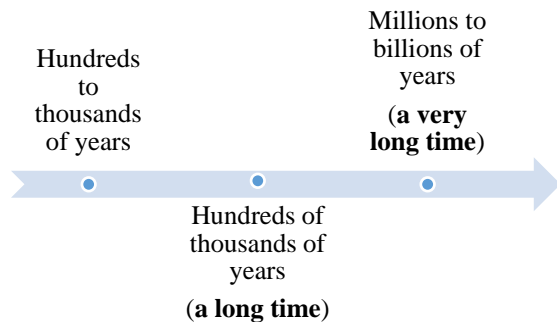 Hundreds
to
thousands
of years
Hundreds of
thousands of
years
(a long time)
Millions to
billions of
years
(a very
long time)